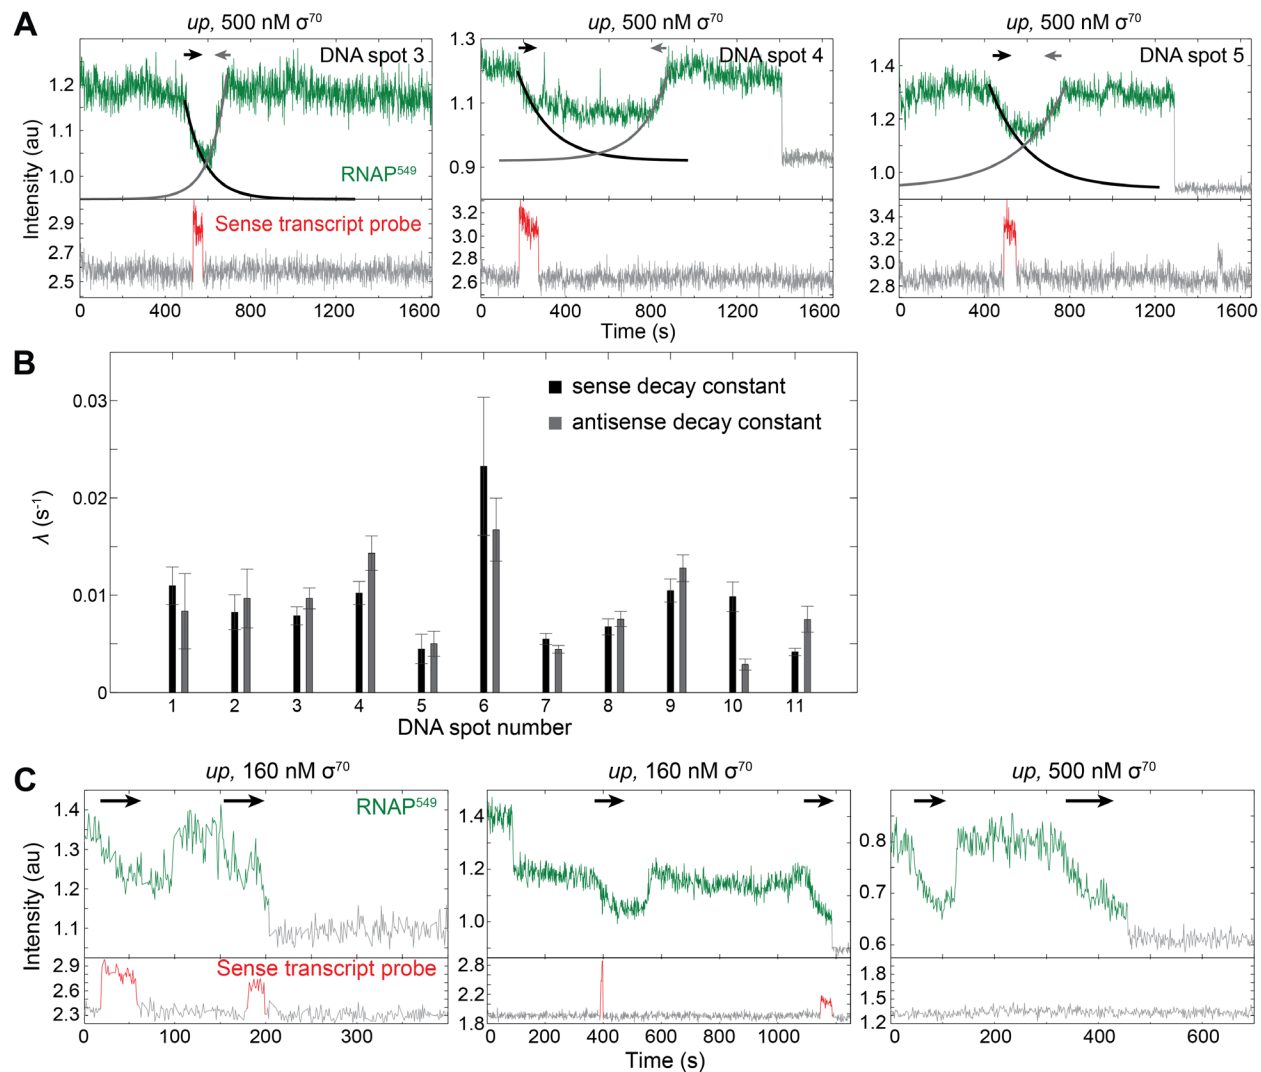 A
up, 500 nM σ⁷⁰
up, 500 nM σ⁷⁰
up, 500 nM σ⁷⁰
DNA spot 3
DNA spot 4
DNA spot 5
1.2
1.1
1.0
1.3
1.1
0.9
1.4
1.2
1.0
Intensity (au)
RNAP⁵⁴⁹
Sense transcript probe
2.9
2.7
2.5
3.2
3.0
2.8
2.6
3.4
3.2
3.0
2.8
0 400 800 1200 1600
0 400 800 1200 1600
0 400 800 1200 1600
Time (s)
B
sense decay constant
antisense decay constant
0.03
0.02
0.01
0
λ (s⁻¹)
1 2 3 4 5 6 7 8 9 10 11
DNA spot number
C
up, 160 nM σ⁷⁰
up, 160 nM σ⁷⁰
up, 500 nM σ⁷⁰
RNAP⁵⁴⁹
1.4
1.3
1.2
1.1
1.4
1.2
1.0
0.8
0.7
0.6
Intensity (au)
Sense transcript probe
2.9
2.6
2.3
2.8
2.2
1.8
1.8
1.5
1.2
0 100 200 300
0 200 400 600 800 1000
0 200 400 600
Time (s)